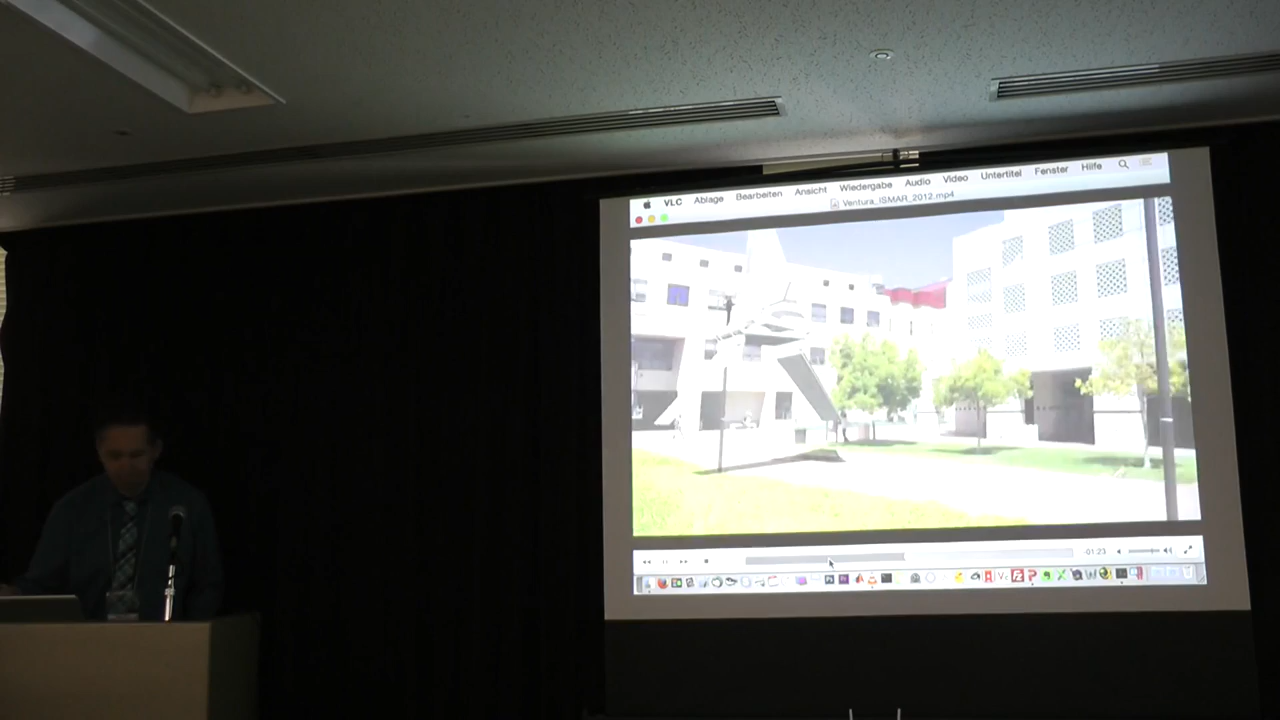 VLC Ablage Bearbeiten Ansicht Wiedergabe Audio Video Untertitel Fenster Hilfe
Ventura_ISMAR_2012.mp4
-01:23